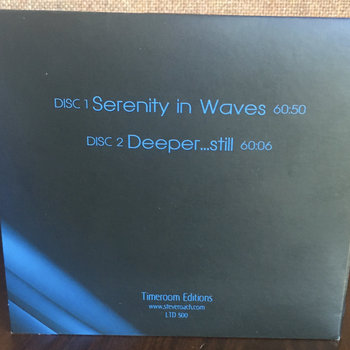 DISC 1 Serenity in Waves 60:50
DISC 2 Deeper...still 60:06
Timeroom Editions
www.steveroach.com
LTD 500